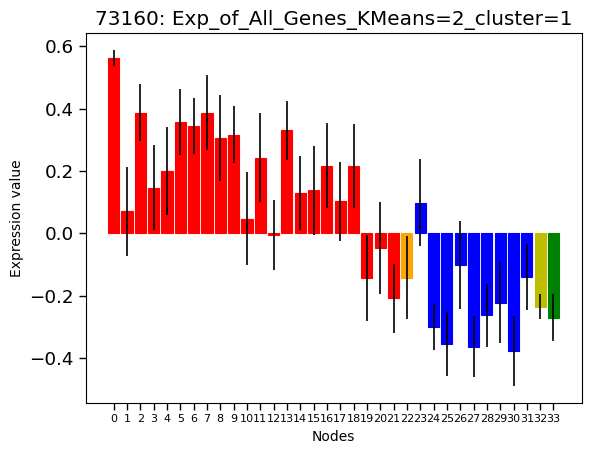 73160: Exp_of_All_Genes_KMeans=2_cluster=1
Expression value
0.6
0.4
0.2
0.0
−0.2
−0.4
0 1 2 3 4 5 6 7 8 9 10 11 12 13 14 15 16 17 18 19 20 21 22 23 24 25 26 27 28 29 30 31 32 33
Nodes